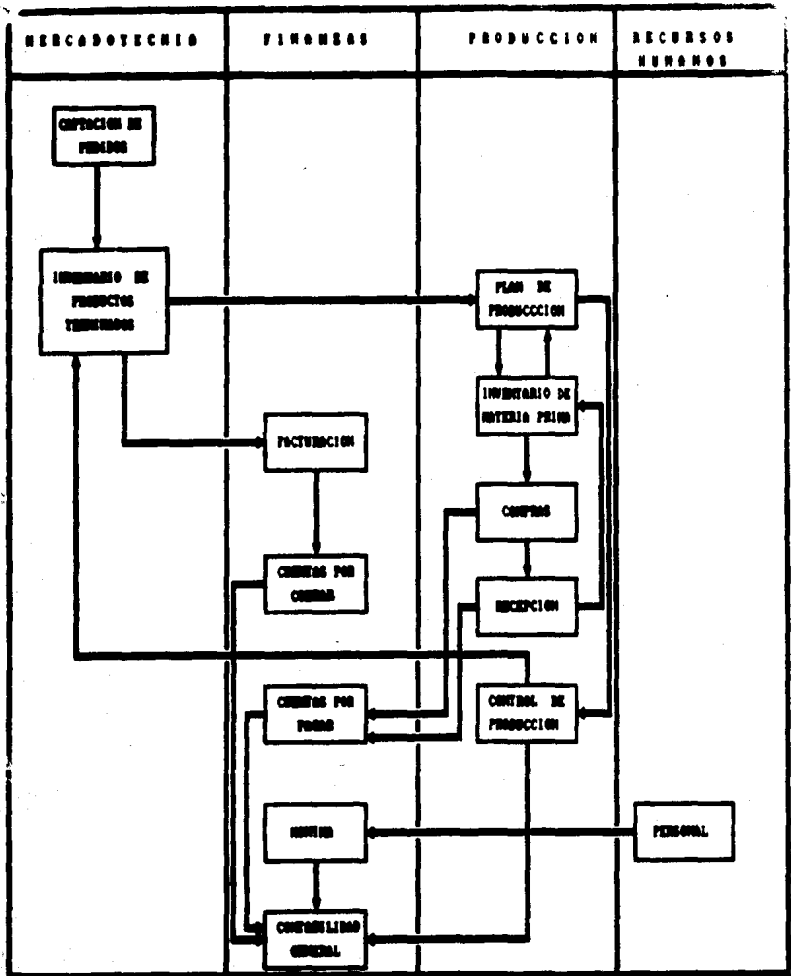 MERCADOTECNIA
FINANZAS
PRODUCCION
RECURSOS
HUMANOS
CAPTACION DE
PEDIDOS
INVENTARIO DE
PRODUCTOS
TERMINADOS
PLAN DE
PRODUCCCION
INVENTARIO DE
MATERIA PRIMA
FACTURACION
COMPRAS
CUENTAS POR
COBRAR
RECEPCION
CUENTAS POR
PAGAR
CONTROL DE
PRODUCCION
NOMINA
PERSONAL
CONTABILIDAD
GENERAL